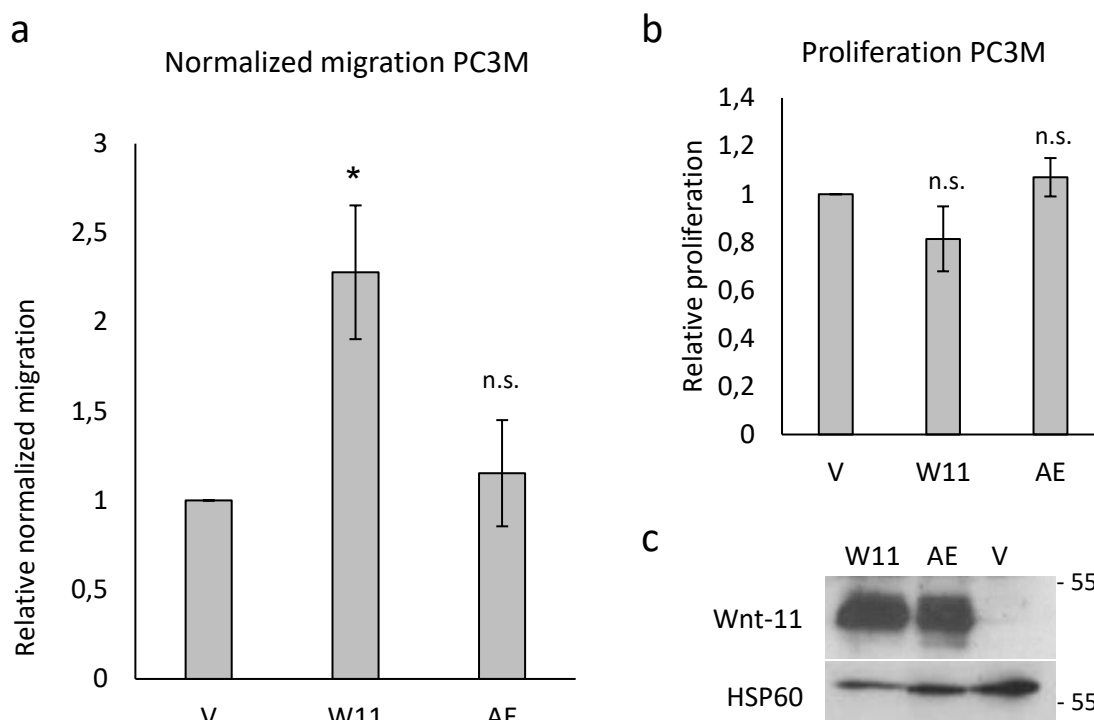 a
Normalized migration PC3M
Relative normalized migration
3
2,5
2
1,5
1
0,5
0
*
n.s.
V W11 AE
b
Proliferation PC3M
Relative proliferation
1,4
1,2
1
0,8
0,6
0,4
0,2
0
n.s.
n.s.
V W11 AE
c
W11 AE V
Wnt-11
- 55
HSP60
- 55